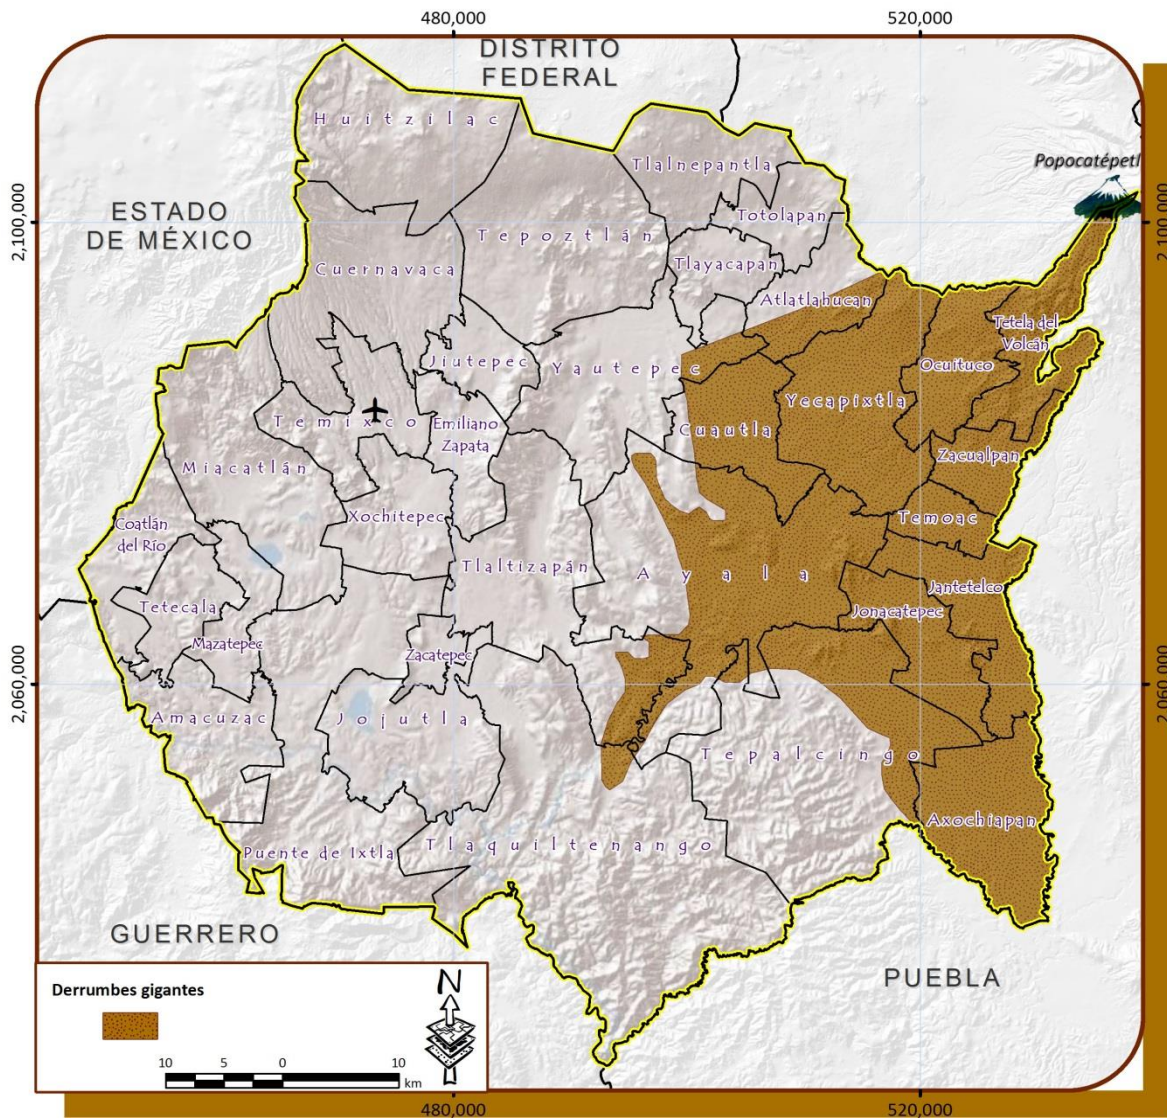 480,000
520,000
DISTRITO
FEDERAL
Huitzilac
Tlalnepantla
Popocatépetl
2,100,000
2,100,000
ESTADO
DE MÉXICO
Totolapan
Tepoztlán
Tlayacapan
Cuernavaca
Atlatlahucan
Tetela del
Volcán
Jiutepec
Yautepec
Ocuituco
Yecapixtla
Temixco
Emiliano
Zapata
Cuautla
Zacualpan
Miacatlán
Coatlán
del Río
Xochitepec
Temoac
Tlaltizapán
Ayala
Jantetelco
Tetecala
Jonacatepec
Mazatepec
Zacatepec
2,060,000
2,060,000
Amacuzac
Jojutla
Tepalcingo
Axochiapan
Puente de Ixtla
Tlaquiltenango
GUERRERO
PUEBLA
Derrumbes gigantes
N
10 5 0 10
km
480,000
520,000